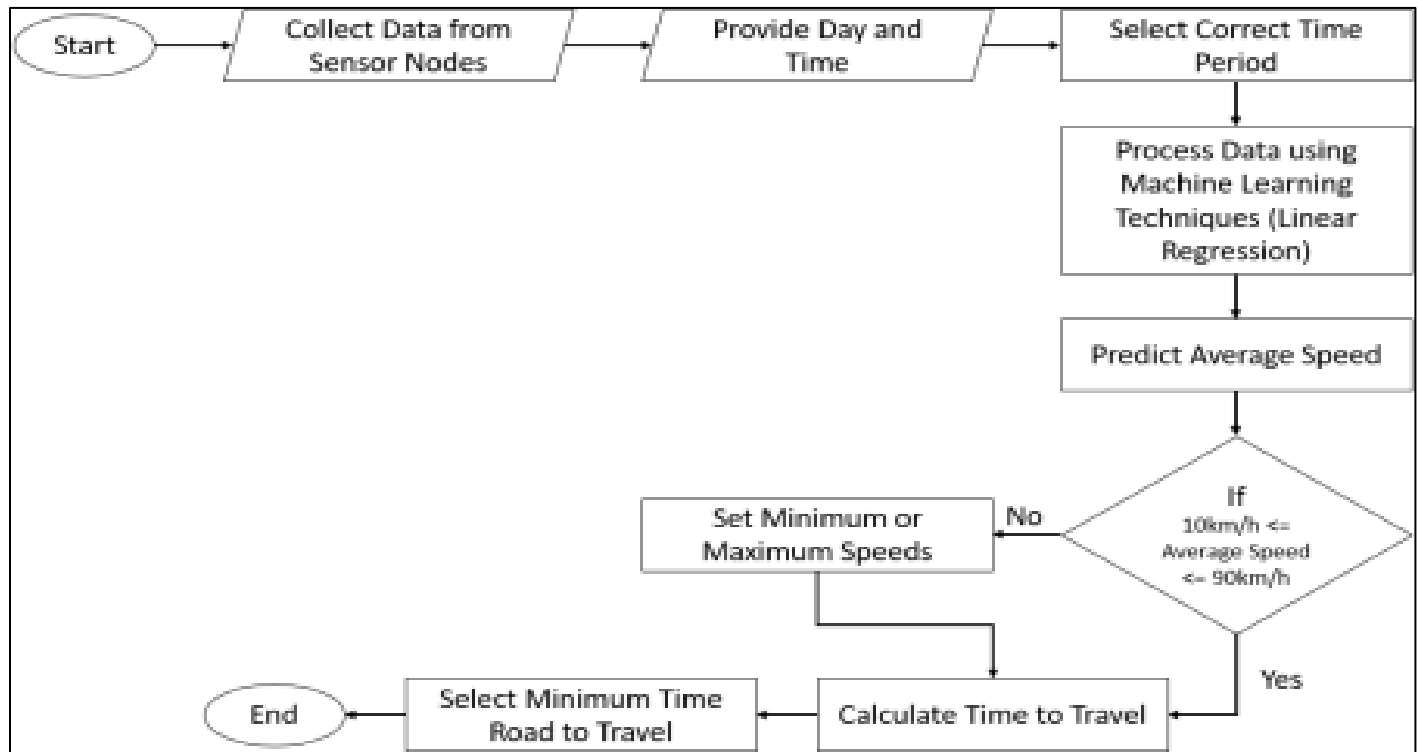 Start
Collect Data from
Sensor Nodes
Provide Day and
Time
Select Correct Time
Period
Process Data using
Machine Learning
Techniques (Linear
Regression)
Predict Average Speed
If
10km/h <=
Average Speed
<= 90km/h
No
Set Minimum or
Maximum Speeds
Yes
Calculate Time to Travel
Select Minimum Time
Road to Travel
End